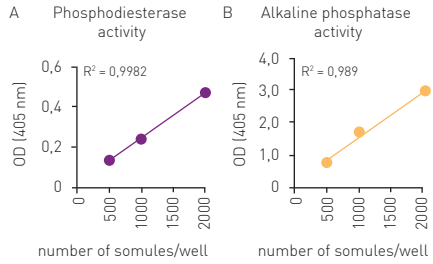 A Phosphodiesterase activity
R² = 0,9982
OD (405 nm)
0,6
0,4
0,2
0
0 500 1000 1500 2000
number of somules/well
B Alkaline phosphatase activity
R² = 0,989
OD (405 nm)
4,0
3,0
2,0
1,0
0
0 500 1000 1500 2000
number of somules/well